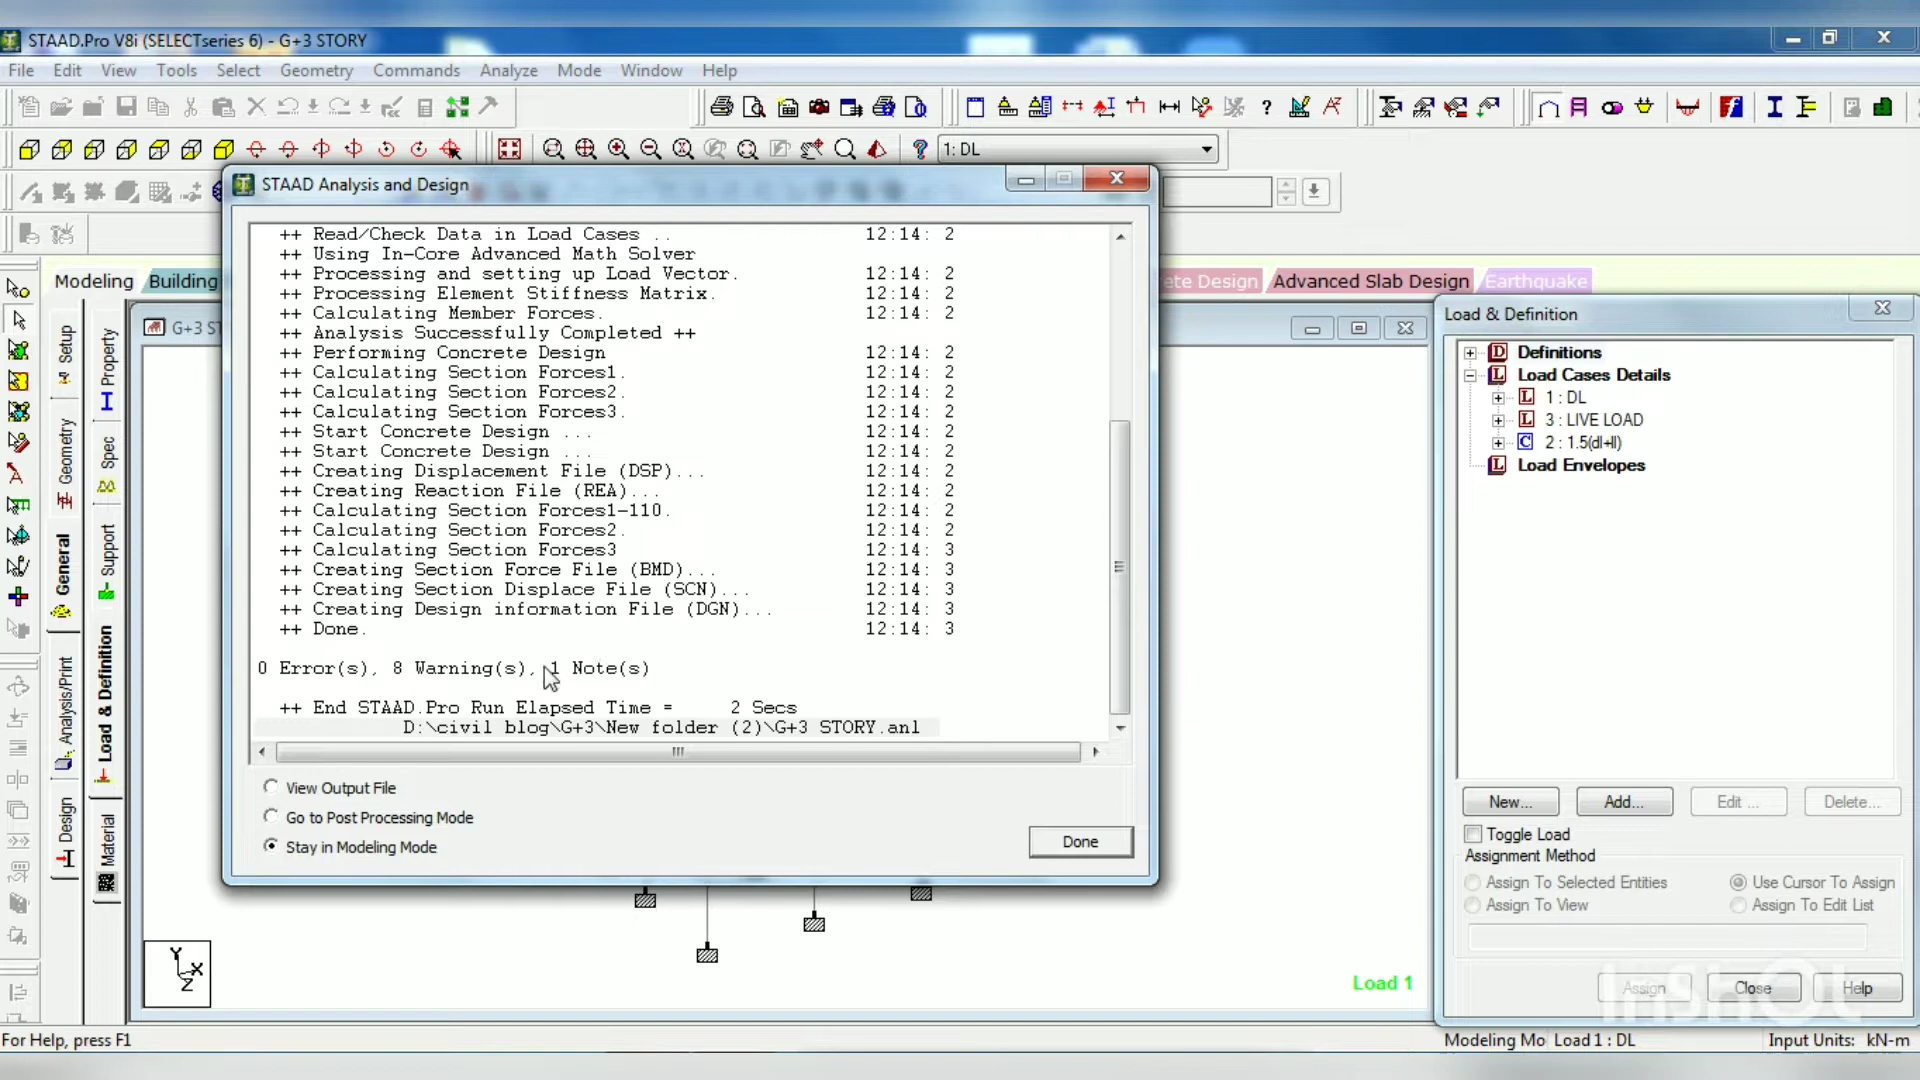 STAAD.Pro V8i (SELECTseries 6) - G+3 STORY
File Edit View Tools Select Geometry Commands Analyze Mode Window Help
1: DL
STAAD Analysis and Design
Modeling Building
ete Design Advanced Slab Design Earthquake
G+3 ST
Setup
Geometry
General
Analysis/Print
Design
Property
Spec
Support
Load & Definition
Material
++ Read/Check Data in Load Cases .. 12:14: 2
++ Using In-Core Advanced Math Solver
++ Processing and setting up Load Vector. 12:14: 2
++ Processing Element Stiffness Matrix. 12:14: 2
++ Calculating Member Forces. 12:14: 2
++ Analysis Successfully Completed ++
++ Performing Concrete Design 12:14: 2
++ Calculating Section Forces1. 12:14: 2
++ Calculating Section Forces2. 12:14: 2
++ Calculating Section Forces3. 12:14: 2
++ Start Concrete Design ... 12:14: 2
++ Start Concrete Design ... 12:14: 2
++ Creating Displacement File (DSP)... 12:14: 2
++ Creating Reaction File (REA)... 12:14: 2
++ Calculating Section Forces1-110. 12:14: 2
++ Calculating Section Forces2. 12:14: 2
++ Calculating Section Forces3 12:14: 3
++ Creating Section Force File (BMD)... 12:14: 3
++ Creating Section Displace File (SCN)... 12:14: 3
++ Creating Design information File (DGN)... 12:14: 3
++ Done. 12:14: 3
0 Error(s), 8 Warning(s), 1 Note(s)
++ End STAAD.Pro Run Elapsed Time = 2 Secs
D:\civil blog\G+3\New folder (2)\G+3 STORY.anl
View Output File
Go to Post Processing Mode
Stay in Modeling Mode
Done
Y
X
Z
Load 1
Load & Definition
Definitions
Load Cases Details
1 : DL
3 : LIVE LOAD
2 : 1.5(dl+ll)
Load Envelopes
New... Add... Edit ... Delete...
Toggle Load
Assignment Method
Assign To Selected Entities Use Cursor To Assign
Assign To View Assign To Edit List
Assign Close Help
InShOt
For Help, press F1 Modeling Mo Load 1 : DL Input Units: kN-m